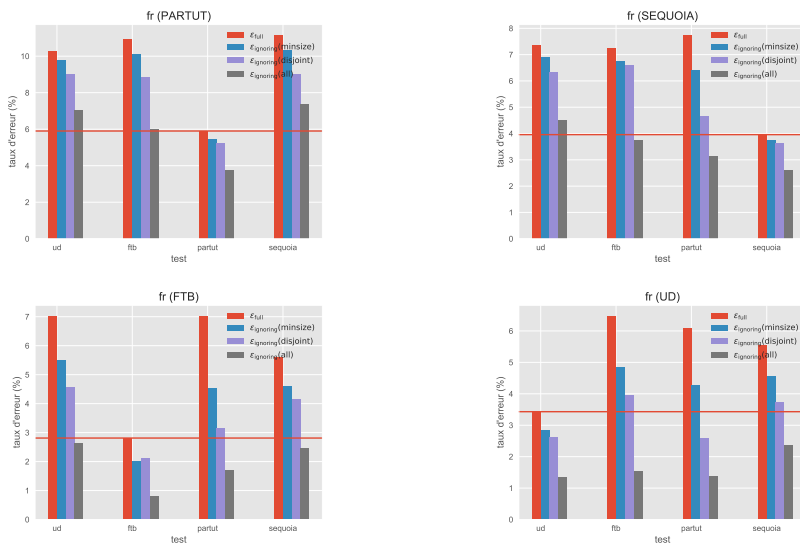 fr (PARTUT)
ε_full
ε_ignoring(minsize)
ε_ignoring(disjoint)
ε_ignoring(all)
taux d'erreur (%)
10
8
6
4
2
0
ud ftb partut sequoia
test
fr (SEQUOIA)
ε_full
ε_ignoring(minsize)
ε_ignoring(disjoint)
ε_ignoring(all)
taux d'erreur (%)
8
7
6
5
4
3
2
1
0
ud ftb partut sequoia
test
fr (FTB)
ε_full
ε_ignoring(minsize)
ε_ignoring(disjoint)
ε_ignoring(all)
taux d'erreur (%)
7
6
5
4
3
2
1
0
ud ftb partut sequoia
test
fr (UD)
ε_full
ε_ignoring(minsize)
ε_ignoring(disjoint)
ε_ignoring(all)
taux d'erreur (%)
6
5
4
3
2
1
0
ud ftb partut sequoia
test